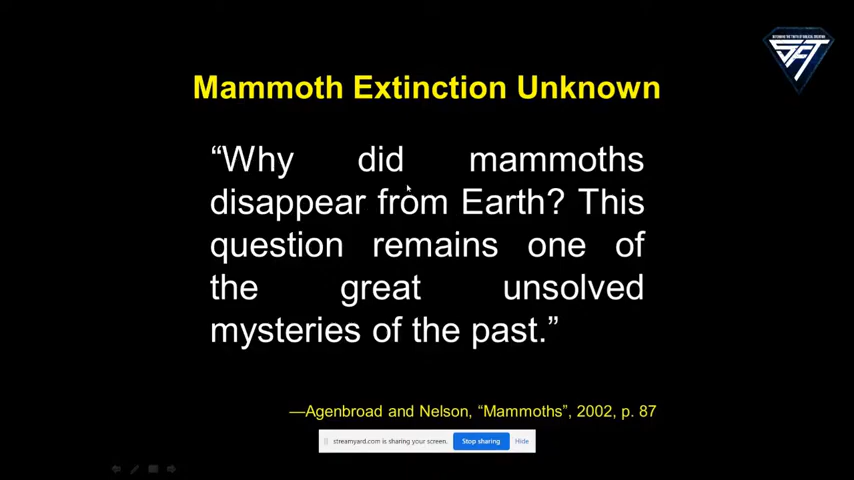 Mammoth Extinction Unknown
“Why did mammoths
disappear from Earth? This
question remains one of
the great unsolved
mysteries of the past.”
—Agenbroad and Nelson, “Mammoths”, 2002, p. 87
streamyard.com is sharing your screen. Stop sharing Hide
SFT